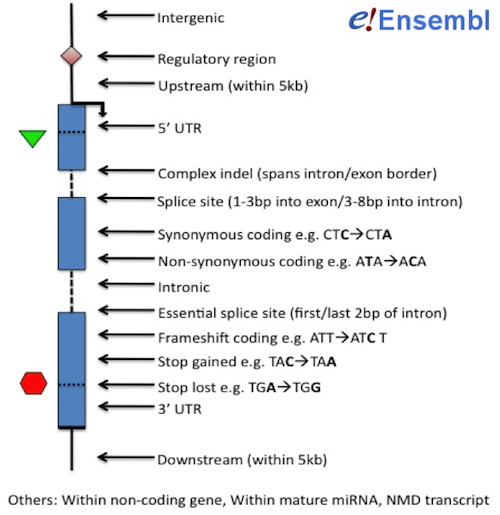 e!Ensembl
Intergenic
Regulatory region
Upstream (within 5kb)
5' UTR
Complex indel (spans intron/exon border)
Splice site (1-3bp into exon/3-8bp into intron)
Synonymous coding e.g. CTC→CTA
Non-synonymous coding e.g. ATA→ACA
Intronic
Essential splice site (first/last 2bp of intron)
Frameshift coding e.g. ATT→ATC T
Stop gained e.g. TAC→TAA
Stop lost e.g. TGA→TGG
3' UTR
Downstream (within 5kb)
Others: Within non-coding gene, Within mature miRNA, NMD transcript